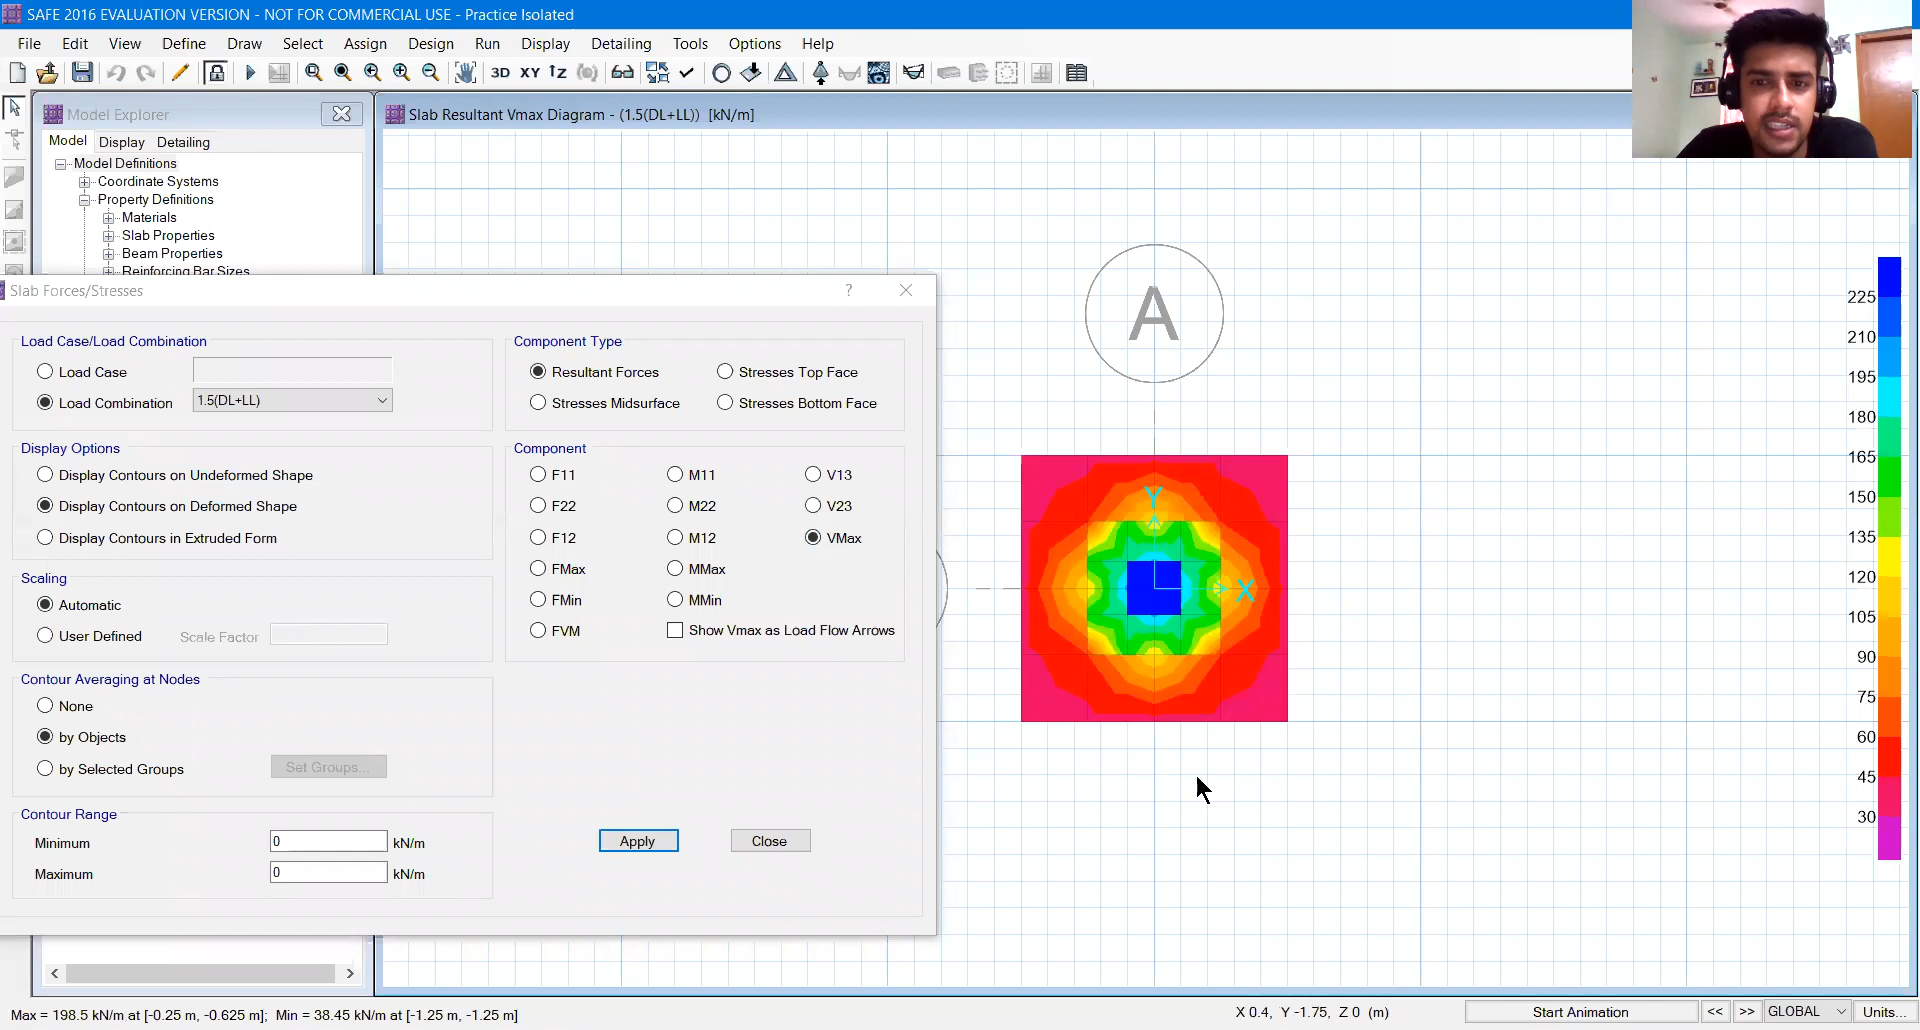 SAFE 2016 EVALUATION VERSION - NOT FOR COMMERCIAL USE - Practice Isolated
File Edit View Define Draw Select Assign Design Run Display Detailing Tools Options Help
3D XY
Model Explorer
Slab Resultant Vmax Diagram - (1.5(DL+LL)) [kN/m]
Model Display Detailing
Model Definitions
Coordinate Systems
Property Definitions
Materials
Slab Properties
Beam Properties
Reinforcing Bar Sizes
Slab Forces/Stresses ?
Load Case/Load Combination
Load Case
Load Combination 1.5(DL+LL)
Display Options
Display Contours on Undeformed Shape
Display Contours on Deformed Shape
Display Contours in Extruded Form
Scaling
Automatic
User Defined Scale Factor
Contour Averaging at Nodes
None
by Objects
by Selected Groups Set Groups...
Contour Range
Minimum 0 kN/m
Maximum 0 kN/m
Component Type
Resultant Forces Stresses Top Face
Stresses Midsurface Stresses Bottom Face
Component
F11 M11 V13
F22 M22 V23
F12 M12 VMax
FMax MMax
FMin MMin
FVM Show Vmax as Load Flow Arrows
Apply Close
A
Y
X
225
210
195
180
165
150
135
120
105
90
75
60
45
30
Max = 198.5 kN/m at [-0.25 m, -0.625 m]; Min = 38.45 kN/m at [-1.25 m, -1.25 m]
X 0.4, Y -1.75, Z 0 (m) Start Animation << >> GLOBAL Units...